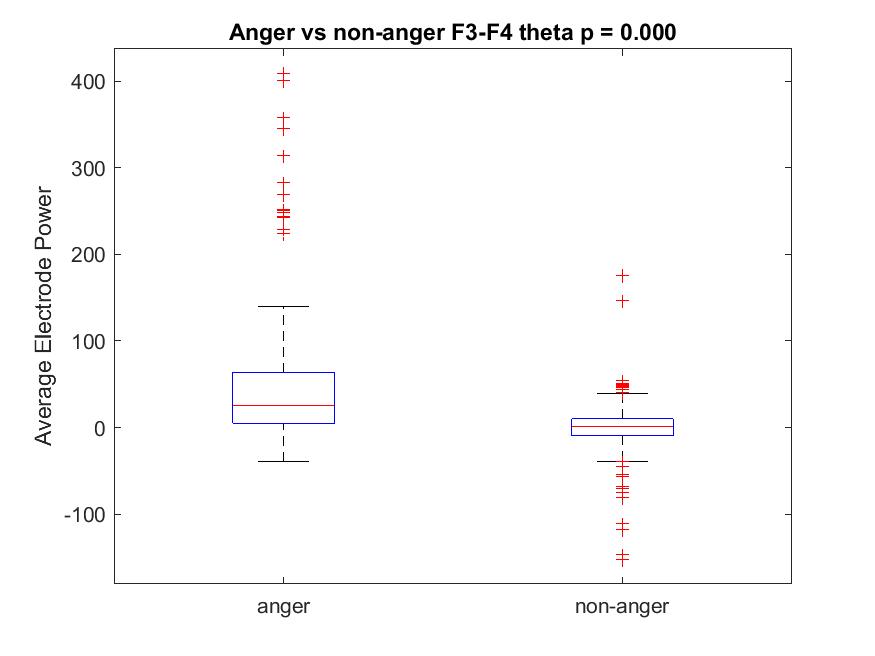 Anger vs non-anger F3-F4 theta p = 0.000
Average Electrode Power
400
300
200
100
0
-100
anger
non-anger